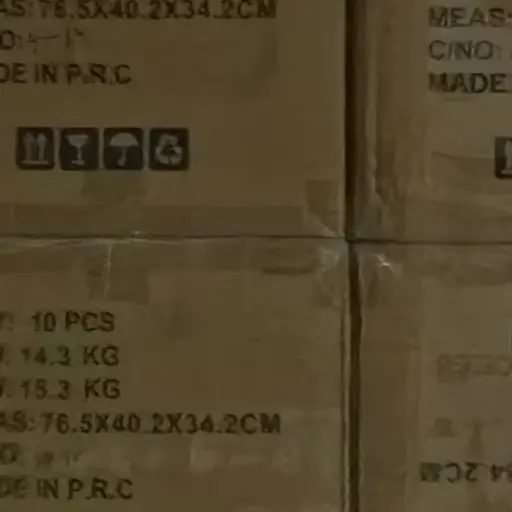 AS: 76.5X40.2X34.2CM
O:
DE IN P.R.C
MEAS:
C/NO:
MADE
: 10 PCS
: 14.3 KG
: 15.3 KG
AS: 76.5X40.2X34.2CM
O:
DE IN P.R.C